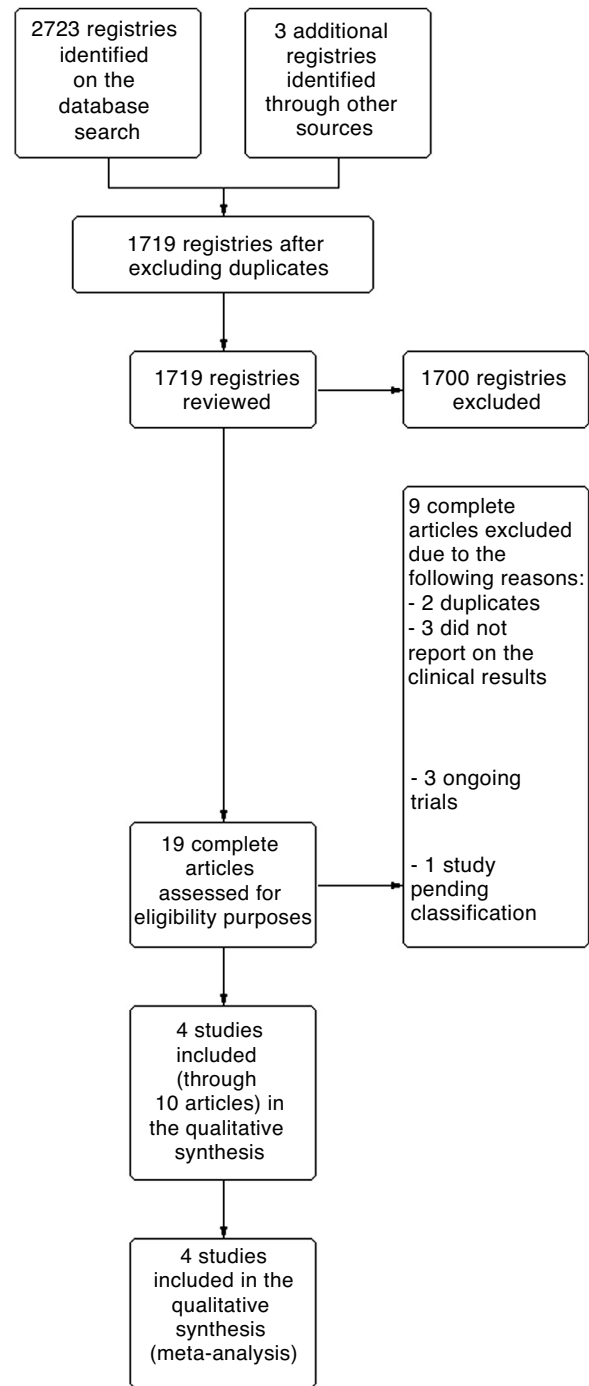 2723 registries
identified
on the
database
search
3 additional
registries
identified
through other
sources
1719 registries after
excluding duplicates
1719 registries
reviewed
1700 registries
excluded
9 complete
articles excluded
due to the
following reasons:
- 2 duplicates
- 3 did not
report on the
clinical results
- 3 ongoing
trials
- 1 study
pending
classification
19 complete
articles
assessed for
eligibility purposes
4 studies
included
(through
10 articles) in
the qualitative
synthesis
4 studies
included in the
qualitative
synthesis
(meta-analysis)